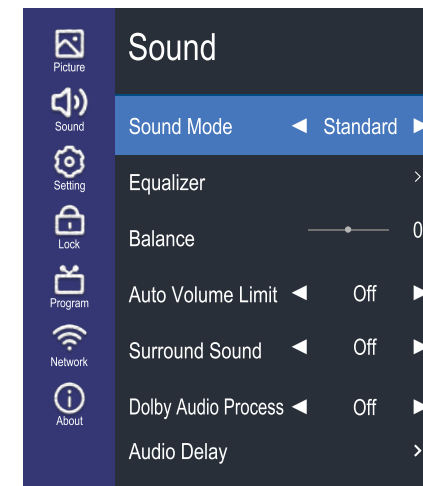 Picture
Sound
Setting
Lock
Program
Network
About
Sound
Sound Mode Standard
Equalizer
Balance 0
Auto Volume Limit Off
Surround Sound Off
Dolby Audio Process Off
Audio Delay